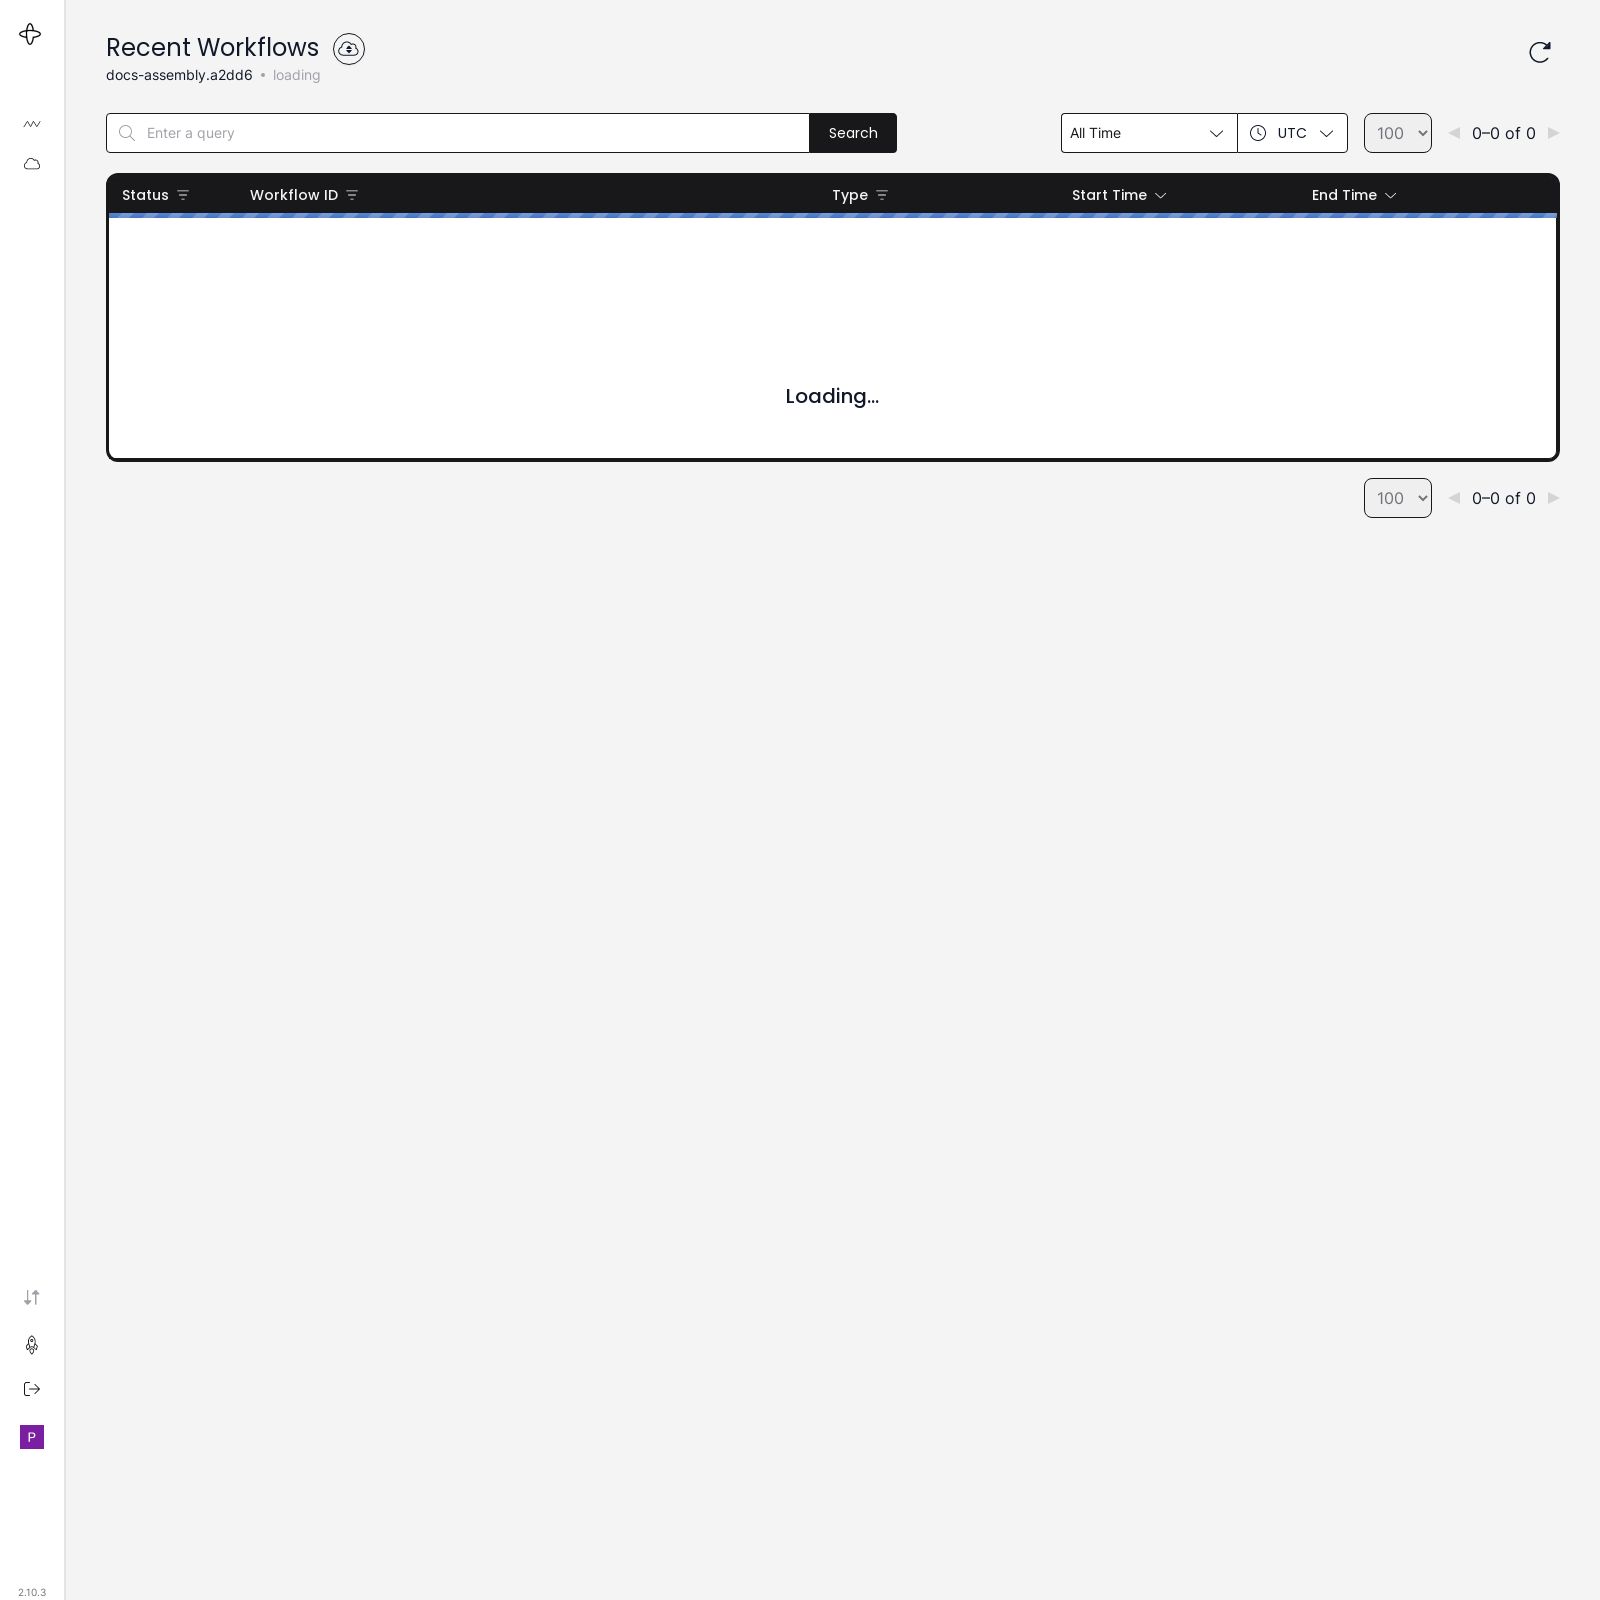 Recent Workflows
docs-assembly.a2dd6 • loading
Enter a query
Search
All Time
UTC
100
0–0 of 0
Status
Workflow ID
Type
Start Time
End Time
Loading...
100
0–0 of 0
P
2.10.3